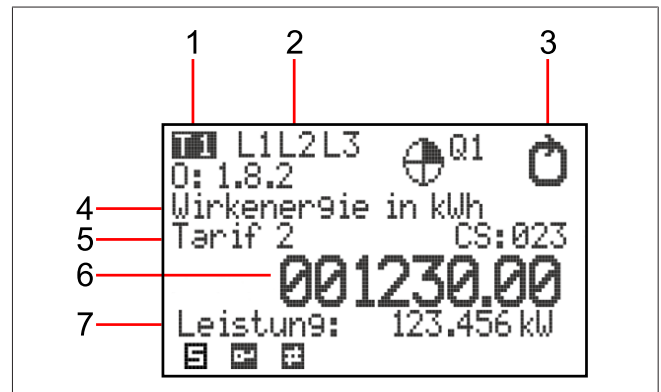 1 2 3
T1 L1L2L3 Q1
O: 1.8.2
4 Wirkenergie in kWh
5 Tarif 2 CS:023
6 001230.00
7 Leistung: 123.456 kW
S